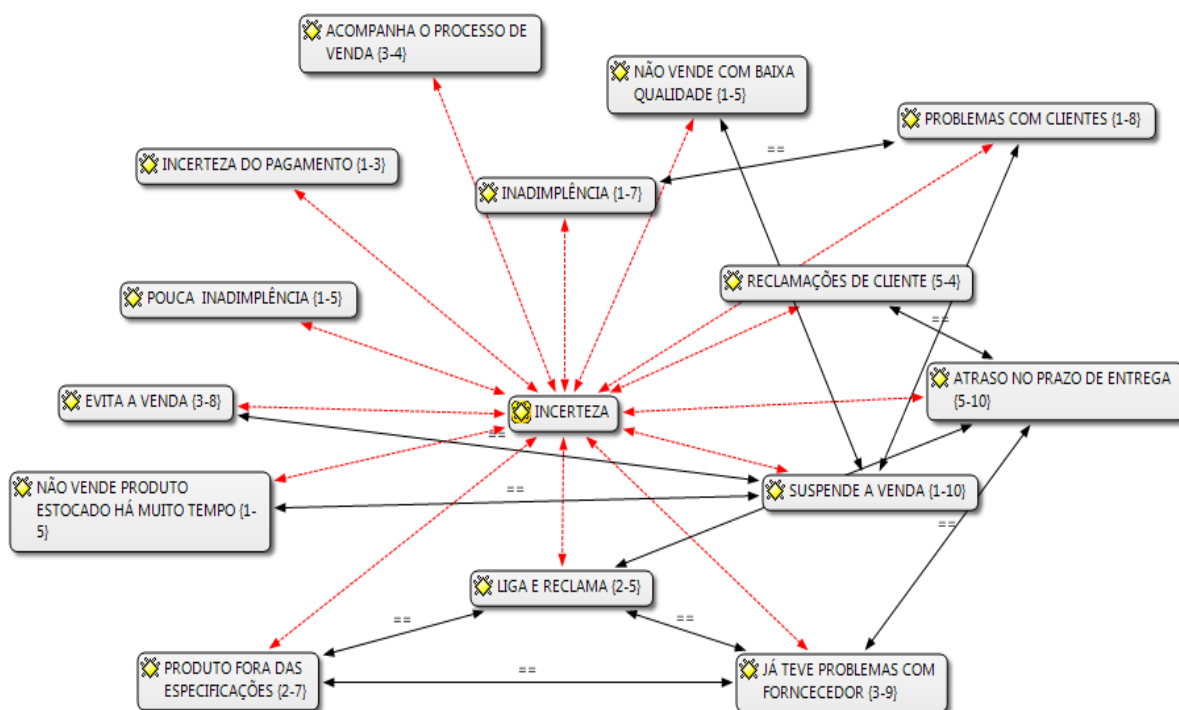 ACOMPANHA O PROCESSO DE
VENDA {3-4}
NÃO VENDE COM BAIXA
QUALIDADE {1-5}
PROBLEMAS COM CLIENTES {1-8}
==
INCERTEZA DO PAGAMENTO {1-3}
INADIMPLÊNCIA {1-7}
RECLAMAÇÕES DE CLIENTE {5-4}
POUCA INADIMPLÊNCIA {1-5}
==
ATRASO NO PRAZO DE ENTREGA
{5-10}
EVITA A VENDA {3-8}
INCERTEZA
==
NÃO VENDE PRODUTO
ESTOCADO HÁ MUITO TEMPO {1-
5}
==
SUSPENDE A VENDA {1-10}
==
LIGA E RECLAMA {2-5}
==
==
PRODUTO FORA DAS
ESPECIFICAÇÕES {2-7}
==
JÁ TEVE PROBLEMAS COM
FORNCECEDOR {3-9}